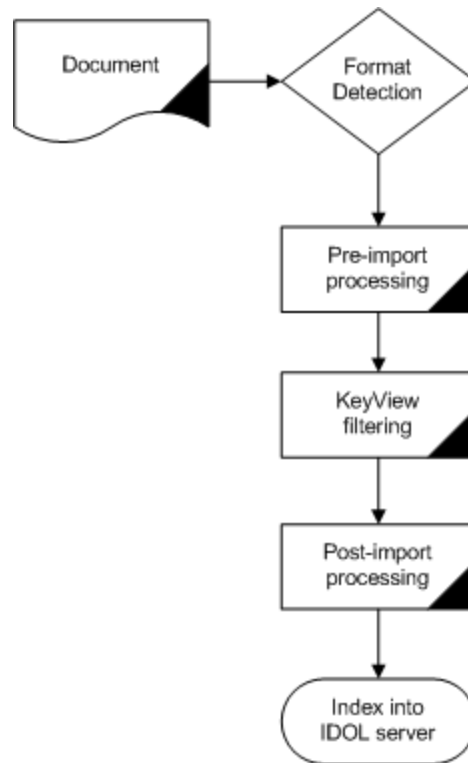 Document
Format
Detection
Pre-import
processing
KeyView
filtering
Post-import
processing
Index into
IDOL server